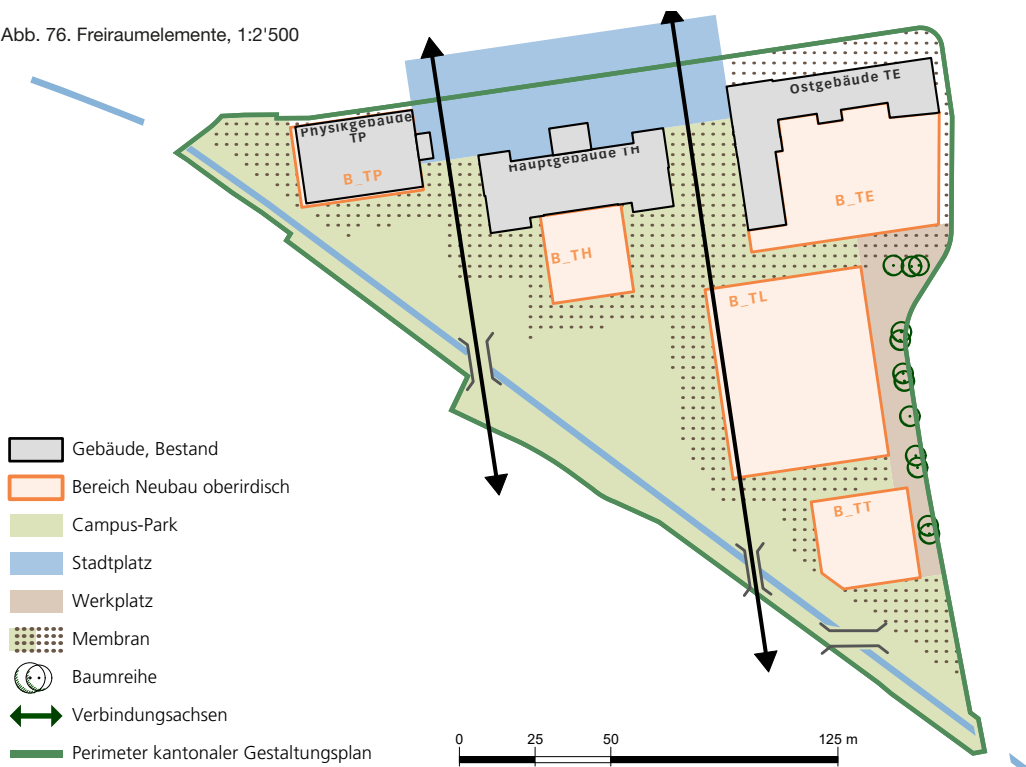 Abb. 76. Freiraumelemente, 1:2'500
Ostgebäude TE
Physikgebäude
TP
Hauptgebäude TH
B_TP
B_TE
B_TH
B_TL
B_TT
Gebäude, Bestand
Bereich Neubau oberirdisch
Campus-Park
Stadtplatz
Werkplatz
Membran
Baumreihe
Verbindungsachsen
Perimeter kantonaler Gestaltungsplan
0 25 50 125 m